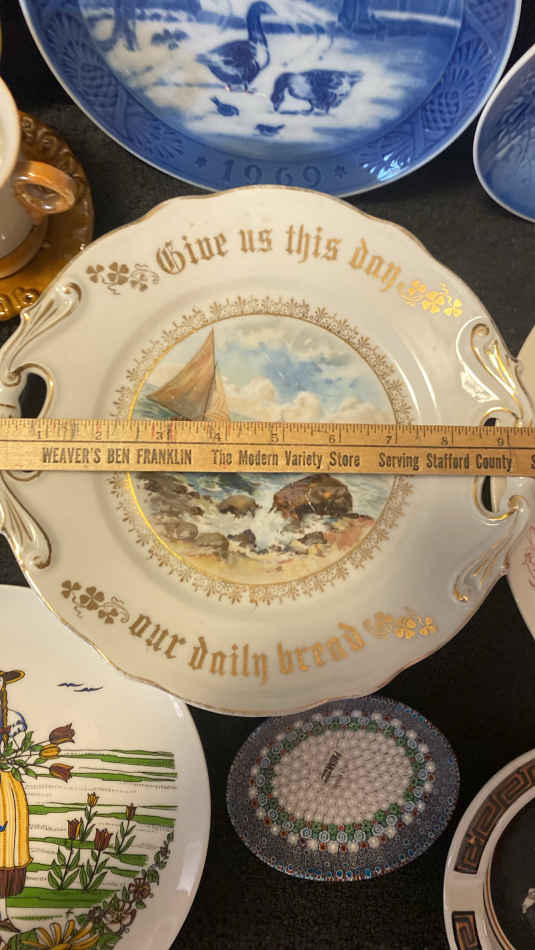 1969
Give us this day
1 2 3 4 5 6 7 8 9
WEAVER'S BEN FRANKLIN The Modern Variety Store Serving Stafford County S
our daily bread